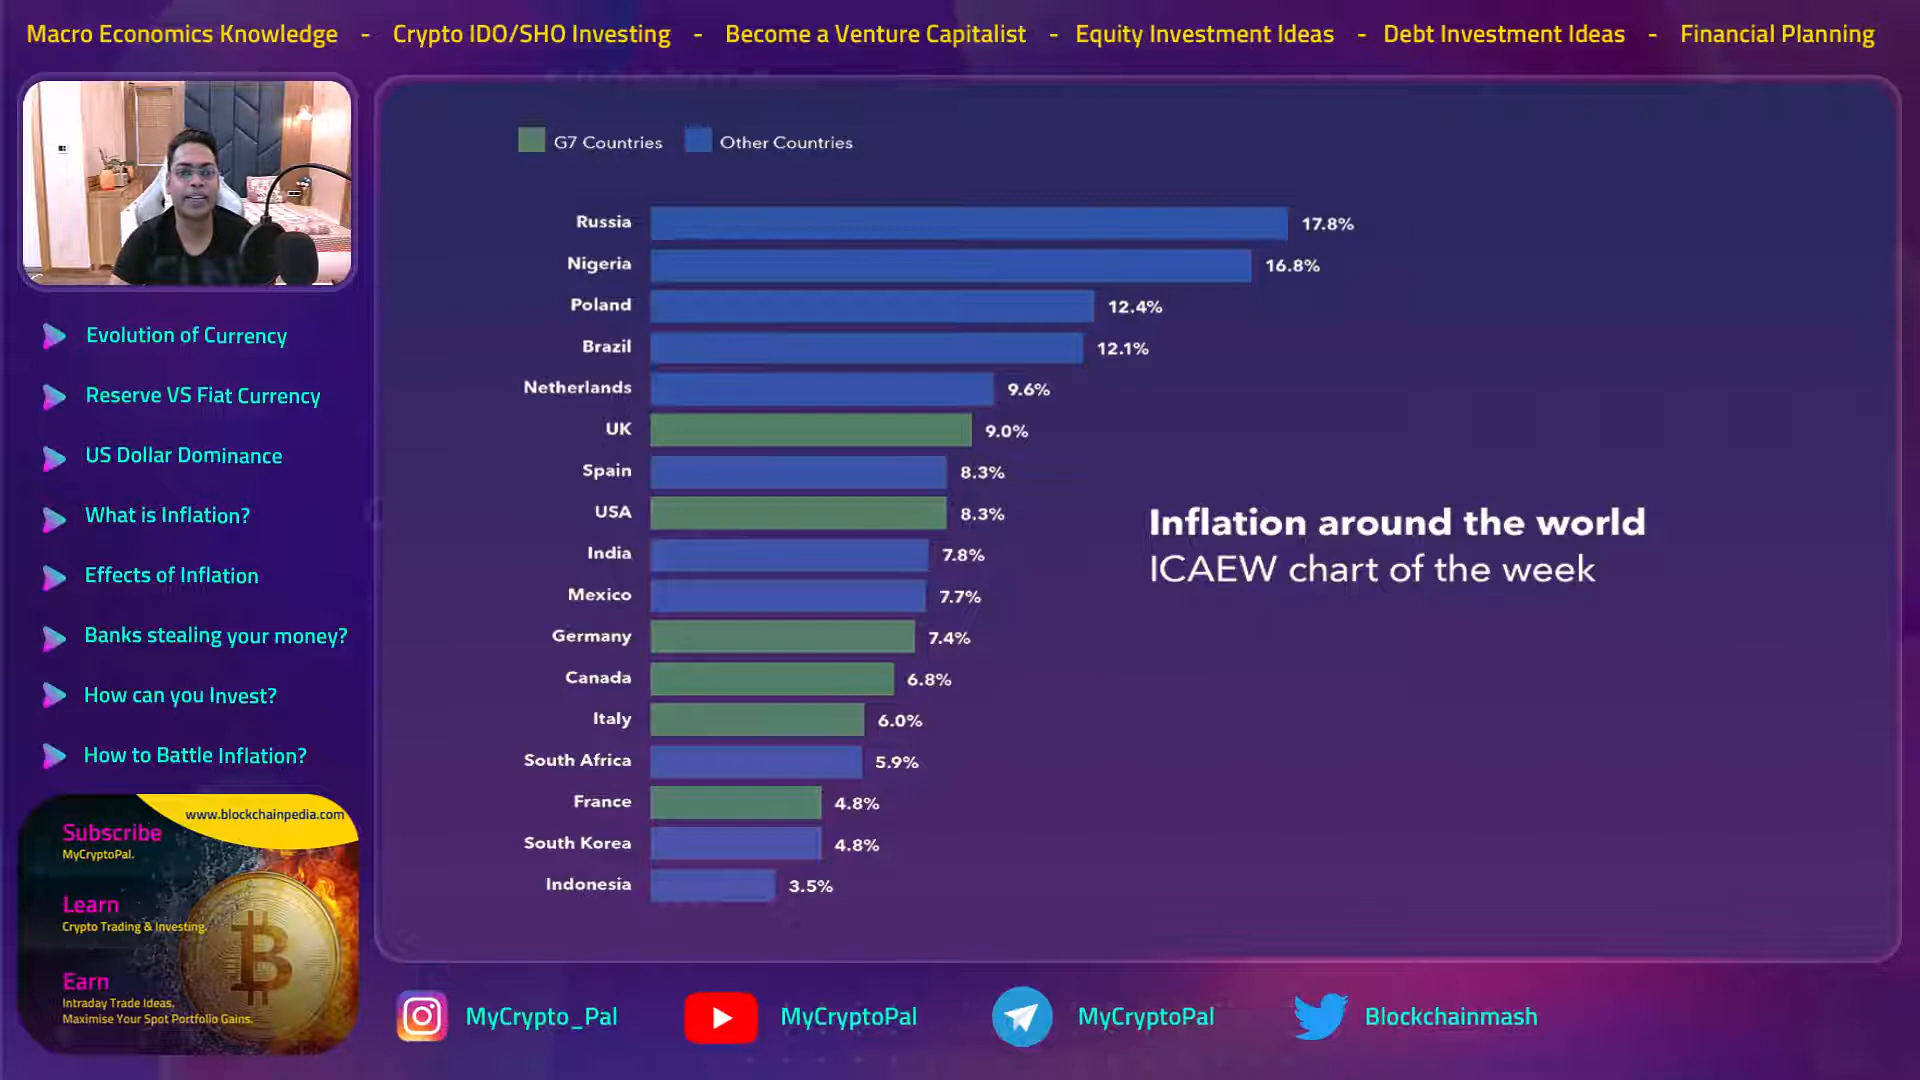 Macro Economics Knowledge - Crypto IDO/SHO Investing - Become a Venture Capitalist - Equity Investment Ideas - Debt Investment Ideas - Financial Planning
Evolution of Currency
Reserve VS Fiat Currency
US Dollar Dominance
What is Inflation?
Effects of Inflation
Banks stealing your money?
How can you Invest?
How to Battle Inflation?
www.blockchainpedia.com
Subscribe
MyCryptoPal.
Learn
Crypto Trading & Investing.
Earn
Intraday Trade Ideas.
Maximise Your Spot Portfolio Gains.
G7 Countries Other Countries
Russia 17.8%
Nigeria 16.8%
Poland 12.4%
Brazil 12.1%
Netherlands 9.6%
UK 9.0%
Spain 8.3%
USA 8.3%
India 7.8%
Mexico 7.7%
Germany 7.4%
Canada 6.8%
Italy 6.0%
South Africa 5.9%
France 4.8%
South Korea 4.8%
Indonesia 3.5%
Inflation around the world
ICAEW chart of the week
MyCrypto_Pal MyCryptoPal MyCryptoPal Blockchainmash